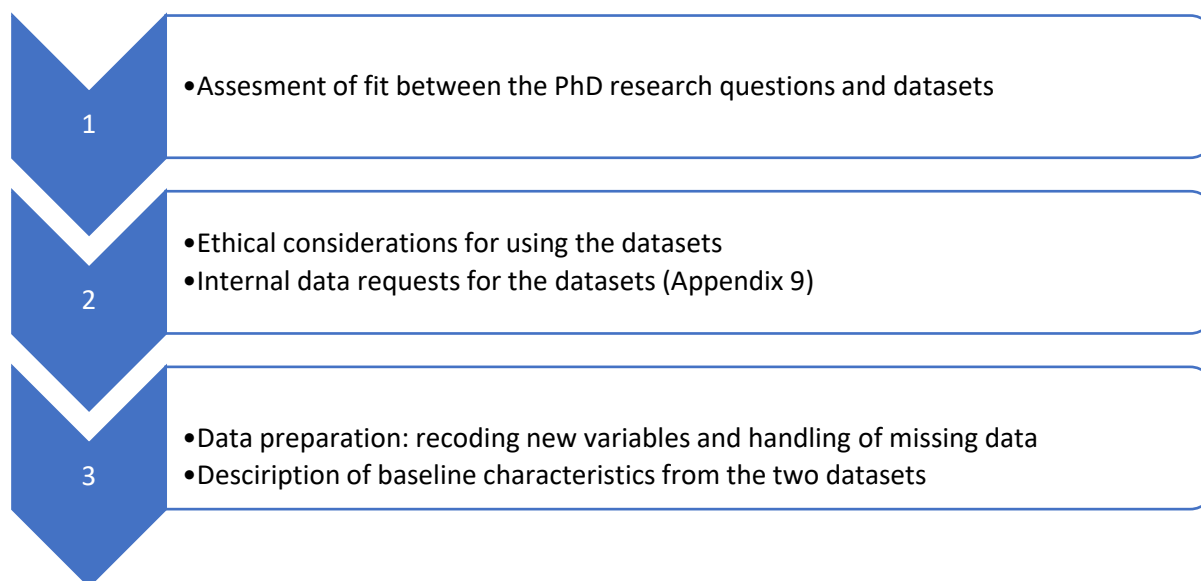 1
•Assesment of fit between the PhD research questions and datasets
2
•Ethical considerations for using the datasets
•Internal data requests for the datasets (Appendix 9)
3
•Data preparation: recoding new variables and handling of missing data
•Desciription of baseline characteristics from the two datasets